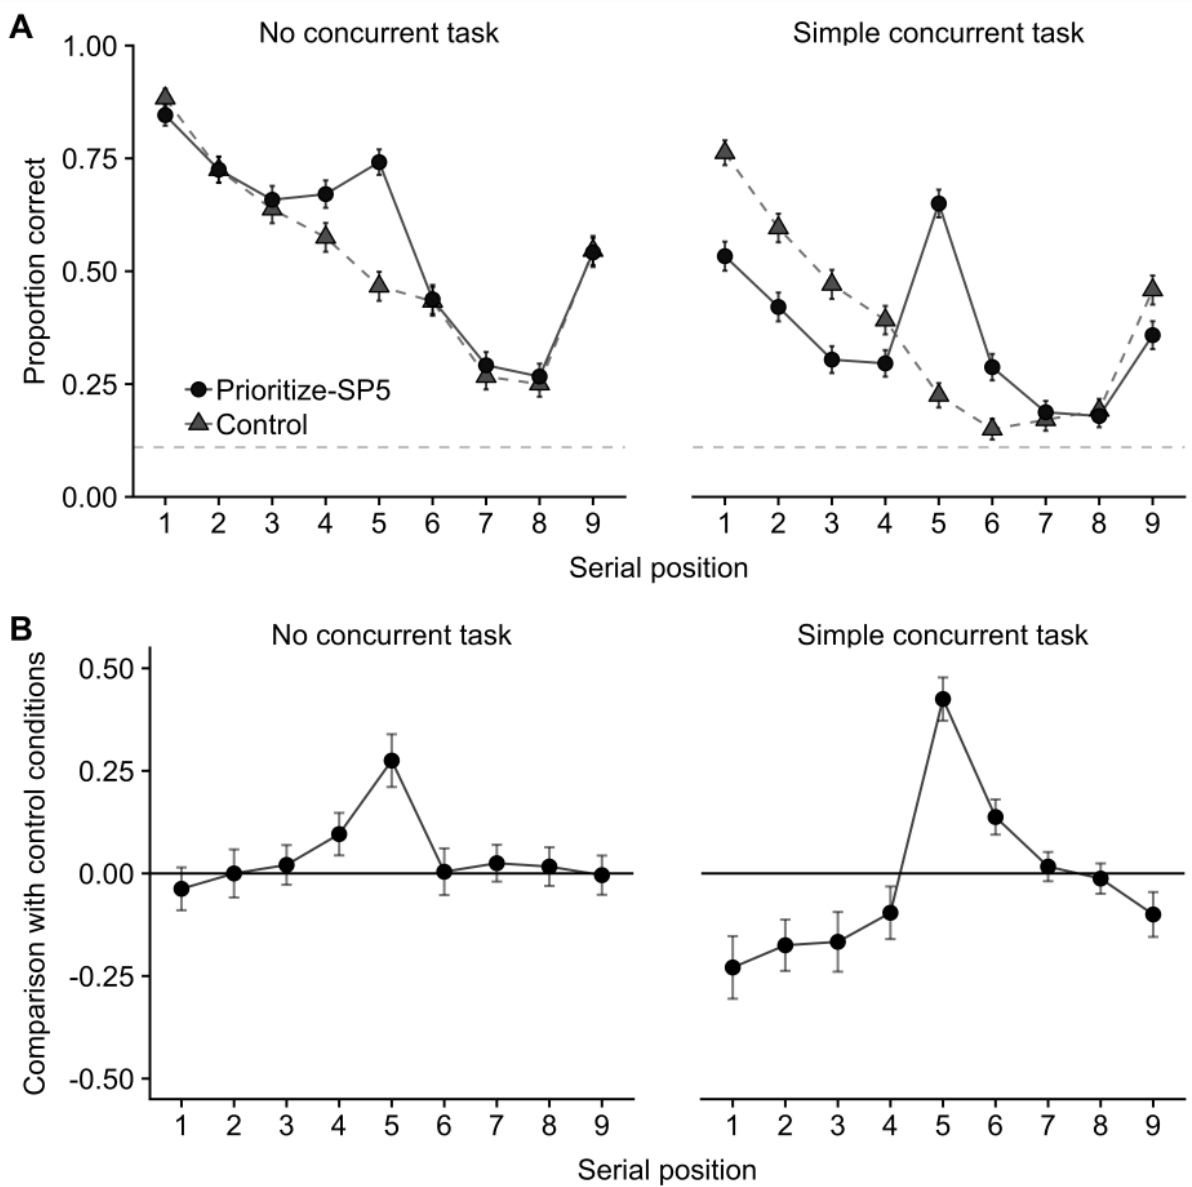 A
No concurrent task
Simple concurrent task
Proportion correct
1.00
0.75
0.50
0.25
0.00
Prioritize-SP5
Control
1 2 3 4 5 6 7 8 9
1 2 3 4 5 6 7 8 9
Serial position
B
No concurrent task
Simple concurrent task
Comparison with control conditions
0.50
0.25
0.00
-0.25
-0.50
1 2 3 4 5 6 7 8 9
1 2 3 4 5 6 7 8 9
Serial position